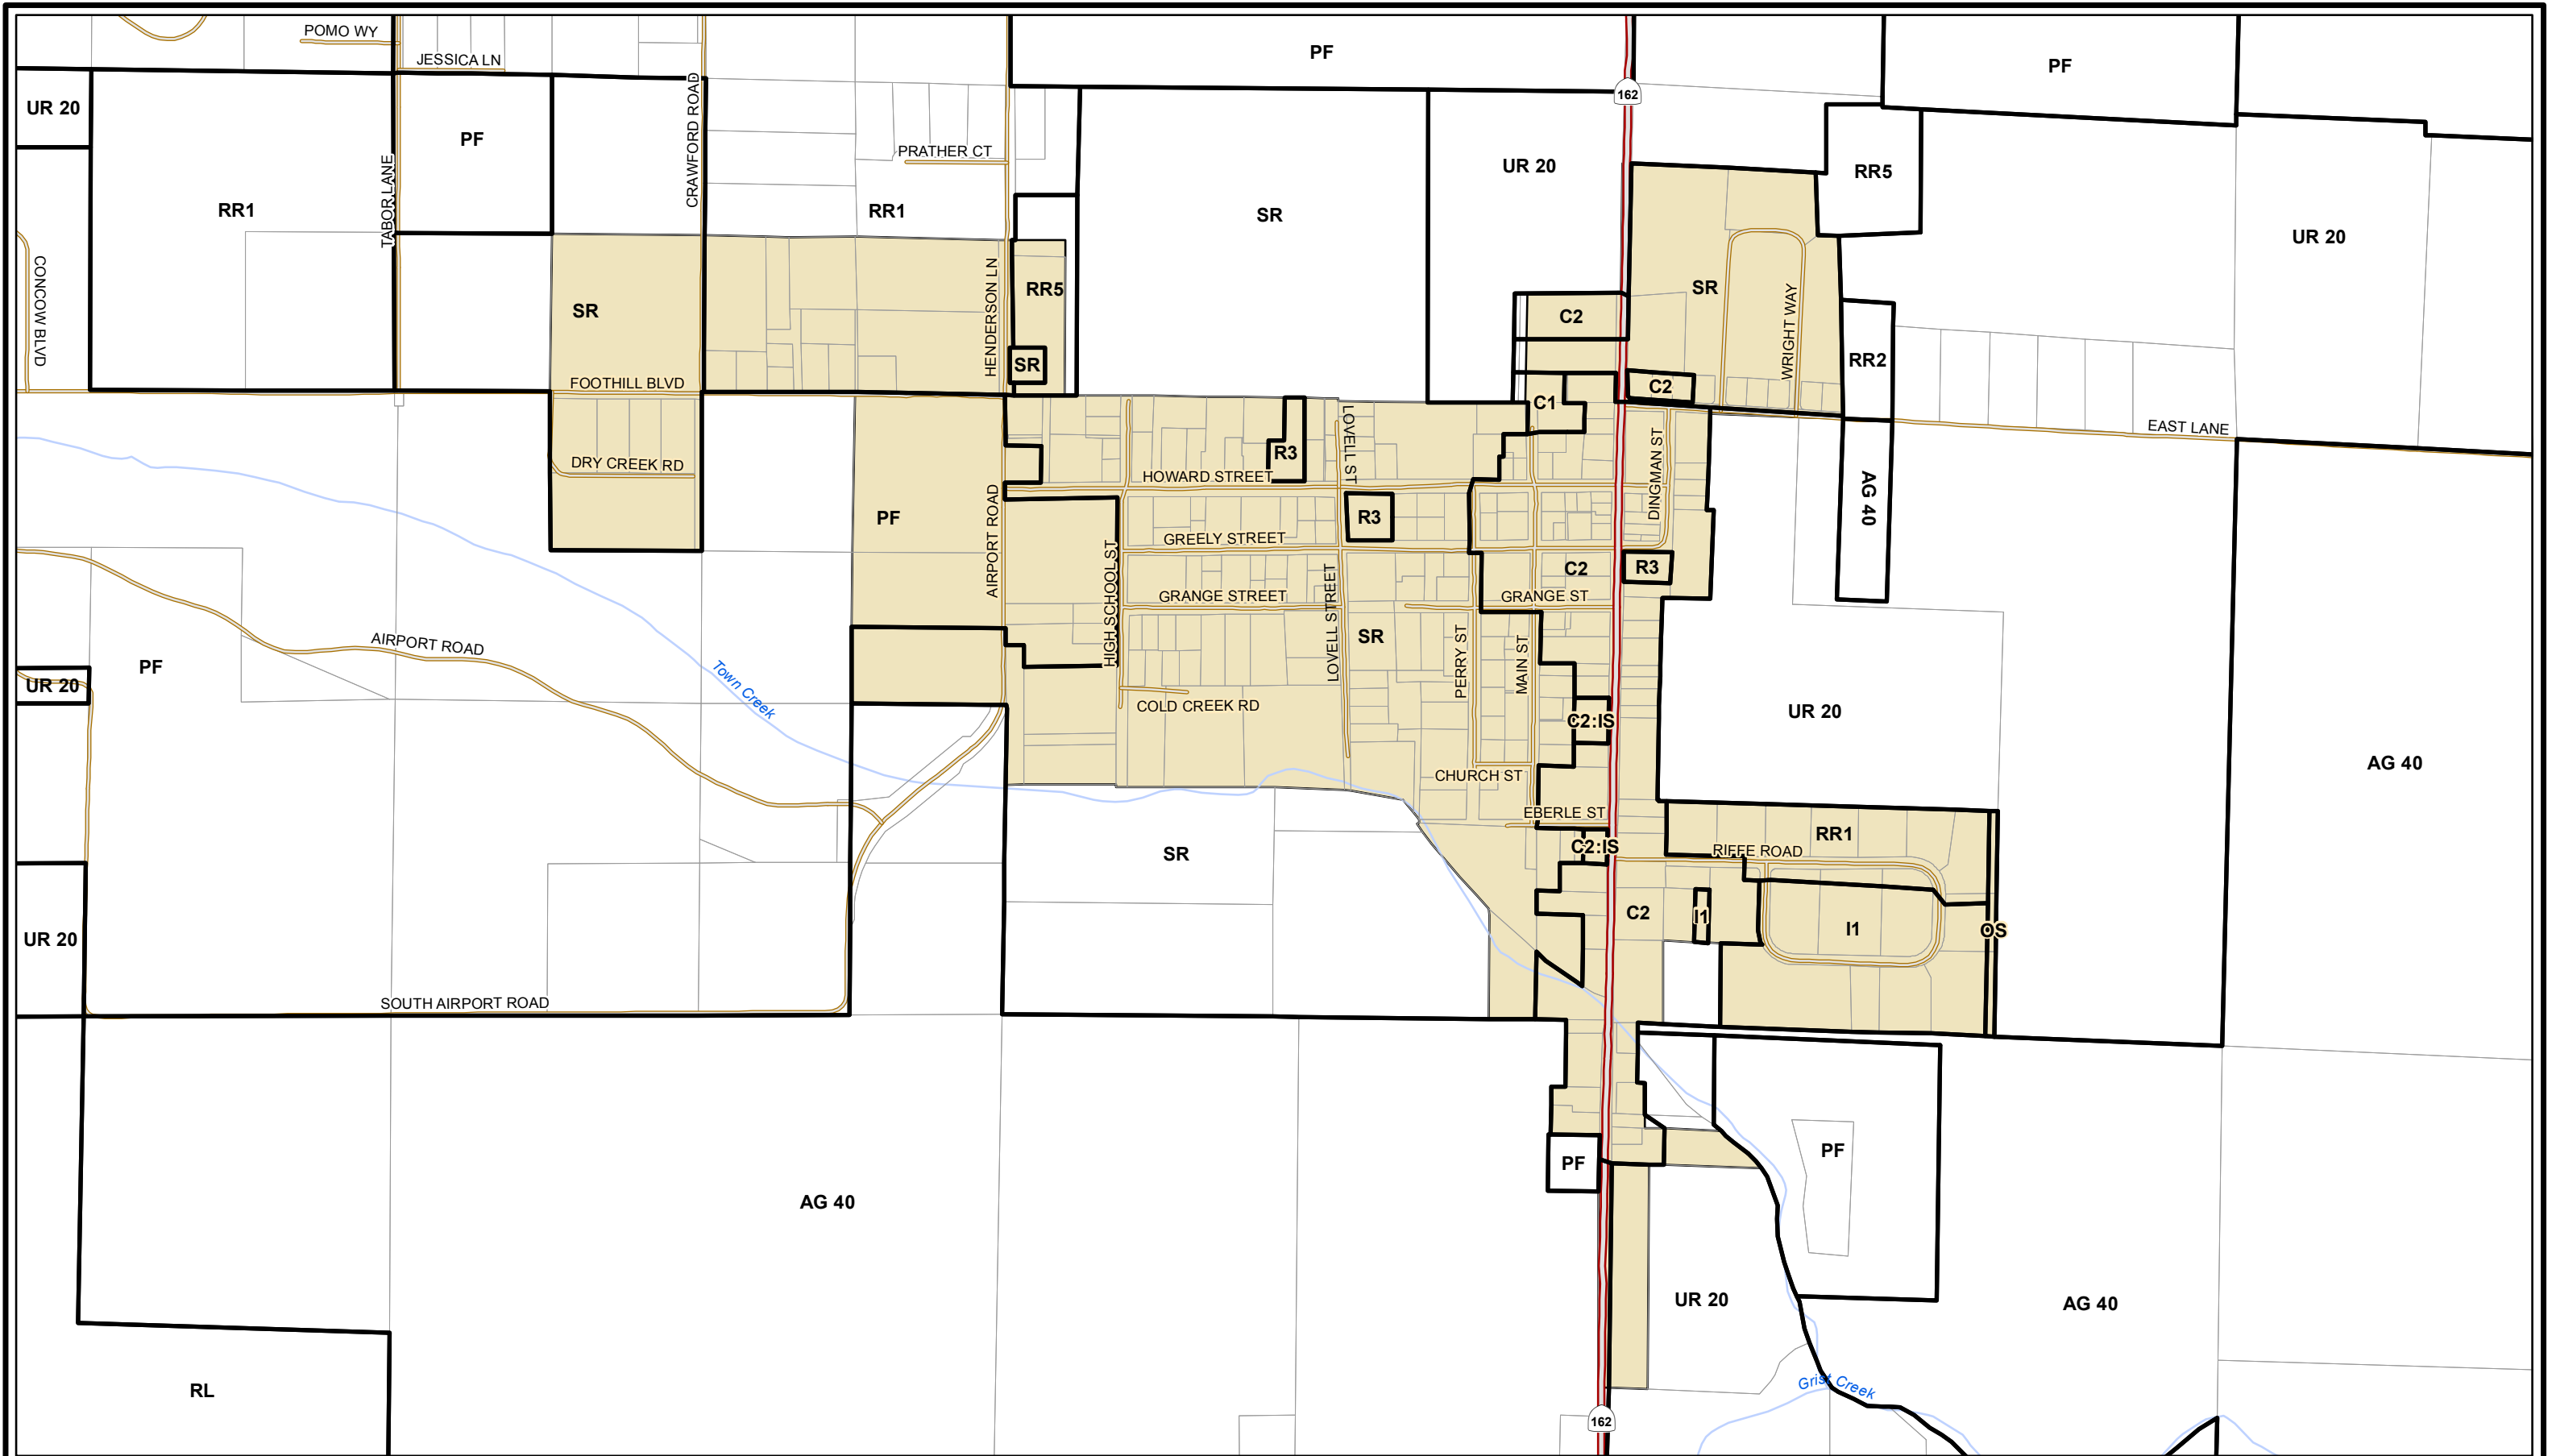 POMO WY
JESSICA LN
PF
PF
162
UR 20
PF
CRAWFORD ROAD
PRATHER CT
TABOR LANE
UR 20
RR5
RR1
RR1
SR
UR 20
CONCOW BLVD
SR
HENDERSON LN
RR5
SR
WRIGHT WAY
C2
SR
RR2
FOOTHILL BLVD
C2
C1
LOVELL ST
EAST LANE
DRY CREEK RD
R3
HOWARD STREET
DINGMAN ST
AG 40
PF
AIRPORT ROAD
R3
GREELY STREET
HIGH SCHOOL ST
C2
R3
GRANGE STREET
GRANGE ST
LOVELL STREET
SR
PERRY ST
MAIN ST
AIRPORT ROAD
PF
UR 20
Town Creek
COLD CREEK RD
C2:IS
UR 20
CHURCH ST
AG 40
EBERLE ST
RR1
C2:IS
RIFFE ROAD
SR
UR 20
C2
I1
I1
OS
SOUTH AIRPORT ROAD
PF
PF
AG 40
UR 20
AG 40
RL
Grist Creek
162